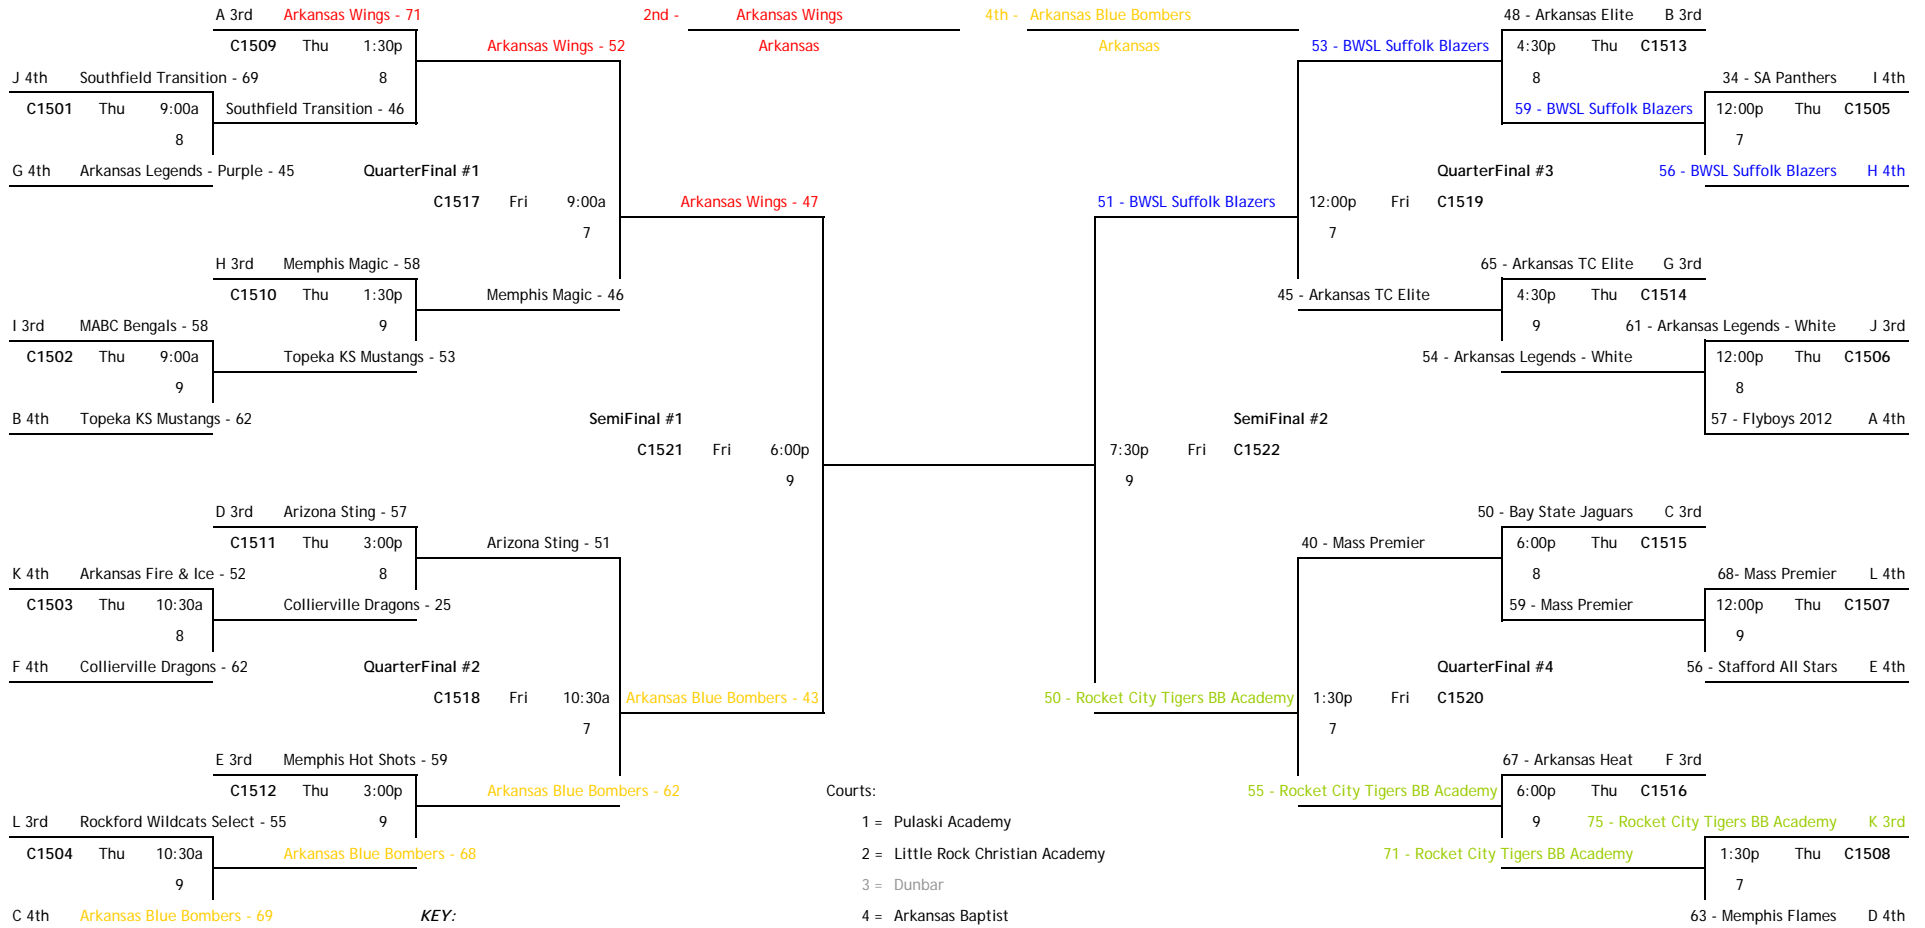 A 3rd Arkansas Wings - 71 2nd - Arkansas Wings 4th - Arkansas Blue Bombers 48 - Arkansas Elite B 3rd
C1509 Thu 1:30p Arkansas Wings - 52 Arkansas Arkansas 53 - BWSL Suffolk Blazers 4:30p Thu C1513
J 4th Southfield Transition - 69 8 8 34 - SA Panthers I 4th
C1501 Thu 9:00a Southfield Transition - 46 59 - BWSL Suffolk Blazers 12:00p Thu C1505
8 7
G 4th Arkansas Legends - Purple - 45 QuarterFinal #1 QuarterFinal #3 56 - BWSL Suffolk Blazers H 4th
C1517 Fri 9:00a Arkansas Wings - 47 51 - BWSL Suffolk Blazers 12:00p Fri C1519
7 7
H 3rd Memphis Magic - 58 65 - Arkansas TC Elite G 3rd
C1510 Thu 1:30p Memphis Magic - 46 45 - Arkansas TC Elite 4:30p Thu C1514
I 3rd MABC Bengals - 58 9 9 61 - Arkansas Legends - White J 3rd
C1502 Thu 9:00a Topeka KS Mustangs - 53 54 - Arkansas Legends - White 12:00p Thu C1506
9 8
B 4th Topeka KS Mustangs - 62 SemiFinal #1 SemiFinal #2 57 - Flyboys 2012 A 4th
C1521 Fri 6:00p 7:30p Fri C1522
9 9
D 3rd Arizona Sting - 57 50 - Bay State Jaguars C 3rd
C1511 Thu 3:00p Arizona Sting - 51 40 - Mass Premier 6:00p Thu C1515
K 4th Arkansas Fire & Ice - 52 8 8 68- Mass Premier L 4th
C1503 Thu 10:30a Collierville Dragons - 25 59 - Mass Premier 12:00p Thu C1507
8 9
F 4th Collierville Dragons - 62 QuarterFinal #2 QuarterFinal #4 56 - Stafford All Stars E 4th
C1518 Fri 10:30a Arkansas Blue Bombers - 43 50 - Rocket City Tigers BB Academy 1:30p Fri C1520
7 7
E 3rd Memphis Hot Shots - 59 67 - Arkansas Heat F 3rd
C1512 Thu 3:00p Arkansas Blue Bombers - 62 Courts: 55 - Rocket City Tigers BB Academy 6:00p Thu C1516
L 3rd Rockford Wildcats Select - 55 9 1 = Pulaski Academy 9 75 - Rocket City Tigers BB Academy K 3rd
C1504 Thu 10:30a Arkansas Blue Bombers - 68 2 = Little Rock Christian Academy 71 - Rocket City Tigers BB Academy 1:30p Thu C1508
9 3 = Dunbar 7
C 4th Arkansas Blue Bombers - 69 KEY: 4 = Arkansas Baptist 63 - Memphis Flames D 4th